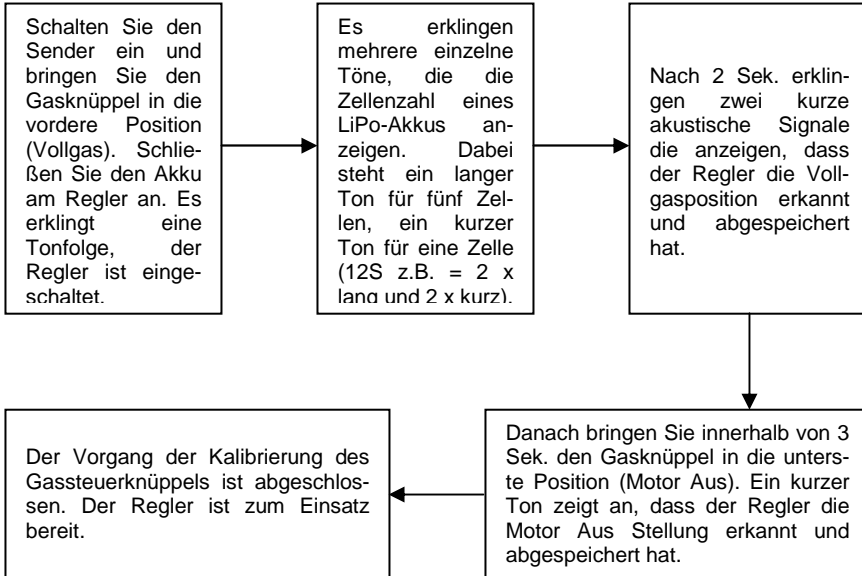 Schalten Sie den
Sender ein und
bringen Sie den
Gasknüppel in die
vordere Position
(Vollgas). Schlie-
ßen Sie den Akku
am Regler an. Es
erklingt eine
Tonfolge, der
Regler ist einge-
schaltet.
Es erklingen
mehrere einzelne
Töne, die die
Zellenzahl eines
LiPo-Akkus an-
zeigen. Dabei
steht ein langer
Ton für fünf Zel-
len, ein kurzer
Ton für eine Zelle
(12S z.B. = 2 x
lang und 2 x kurz).
Nach 2 Sek. erklin-
gen zwei kurze
akustische Signale
die anzeigen, dass
der Regler die Voll-
gasposition erkannt
und abgespeichert
hat.
Danach bringen Sie innerhalb von 3
Sek. den Gasknüppel in die unters-
te Position (Motor Aus). Ein kurzer
Ton zeigt an, dass der Regler die
Motor Aus Stellung erkannt und
abgespeichert hat.
Der Vorgang der Kalibrierung des
Gassteuerknüppels ist abgeschlos-
sen. Der Regler ist zum Einsatz
bereit.